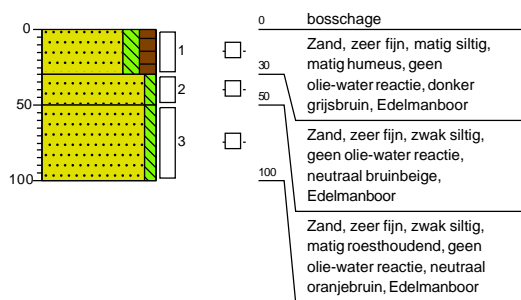 0
50
100
1
2
3
0 bosschage
Zand, zeer fijn, matig siltig,
matig humeus, geen
olie-water reactie, donker
grijsbruin, Edelmanboor
30
Zand, zeer fijn, zwak siltig,
geen olie-water reactie,
neutraal bruinbeige,
Edelmanboor
50
Zand, zeer fijn, zwak siltig,
matig roesthoudend, geen
olie-water reactie, neutraal
oranjebruin, Edelmanboor
100